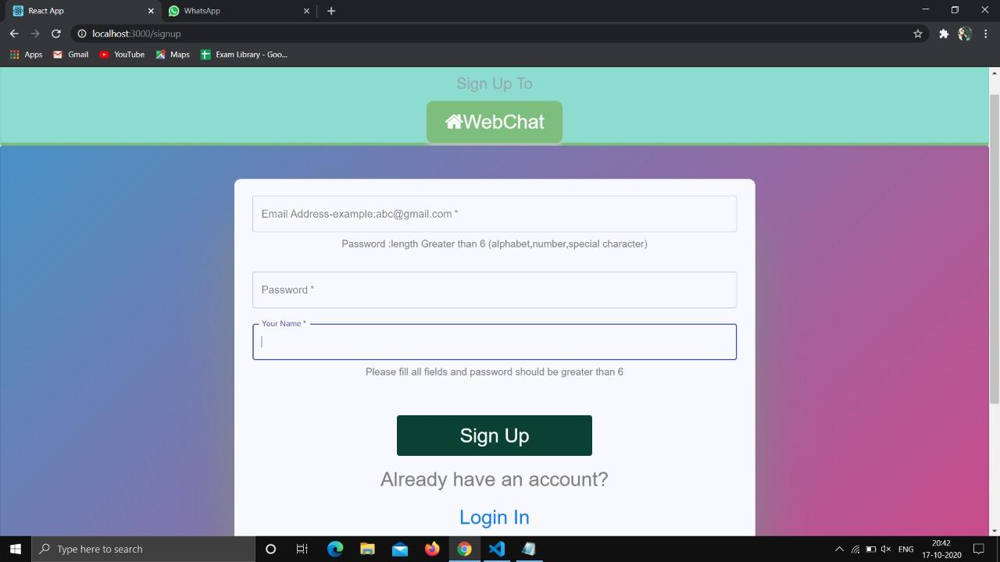 React App
WhatsApp
localhost:3000/signup
Apps
Gmail
YouTube
Maps
Exam Library - Goo...
Sign Up To
WebChat
Email Address-example:abc@gmail.com *
Password :length Greater than 6 (alphabet,number,special character)
Password *
Your Name *
Please fill all fields and password should be greater than 6
Sign Up
Already have an account?
Login In
Type here to search
ENG
20:42
17-10-2020